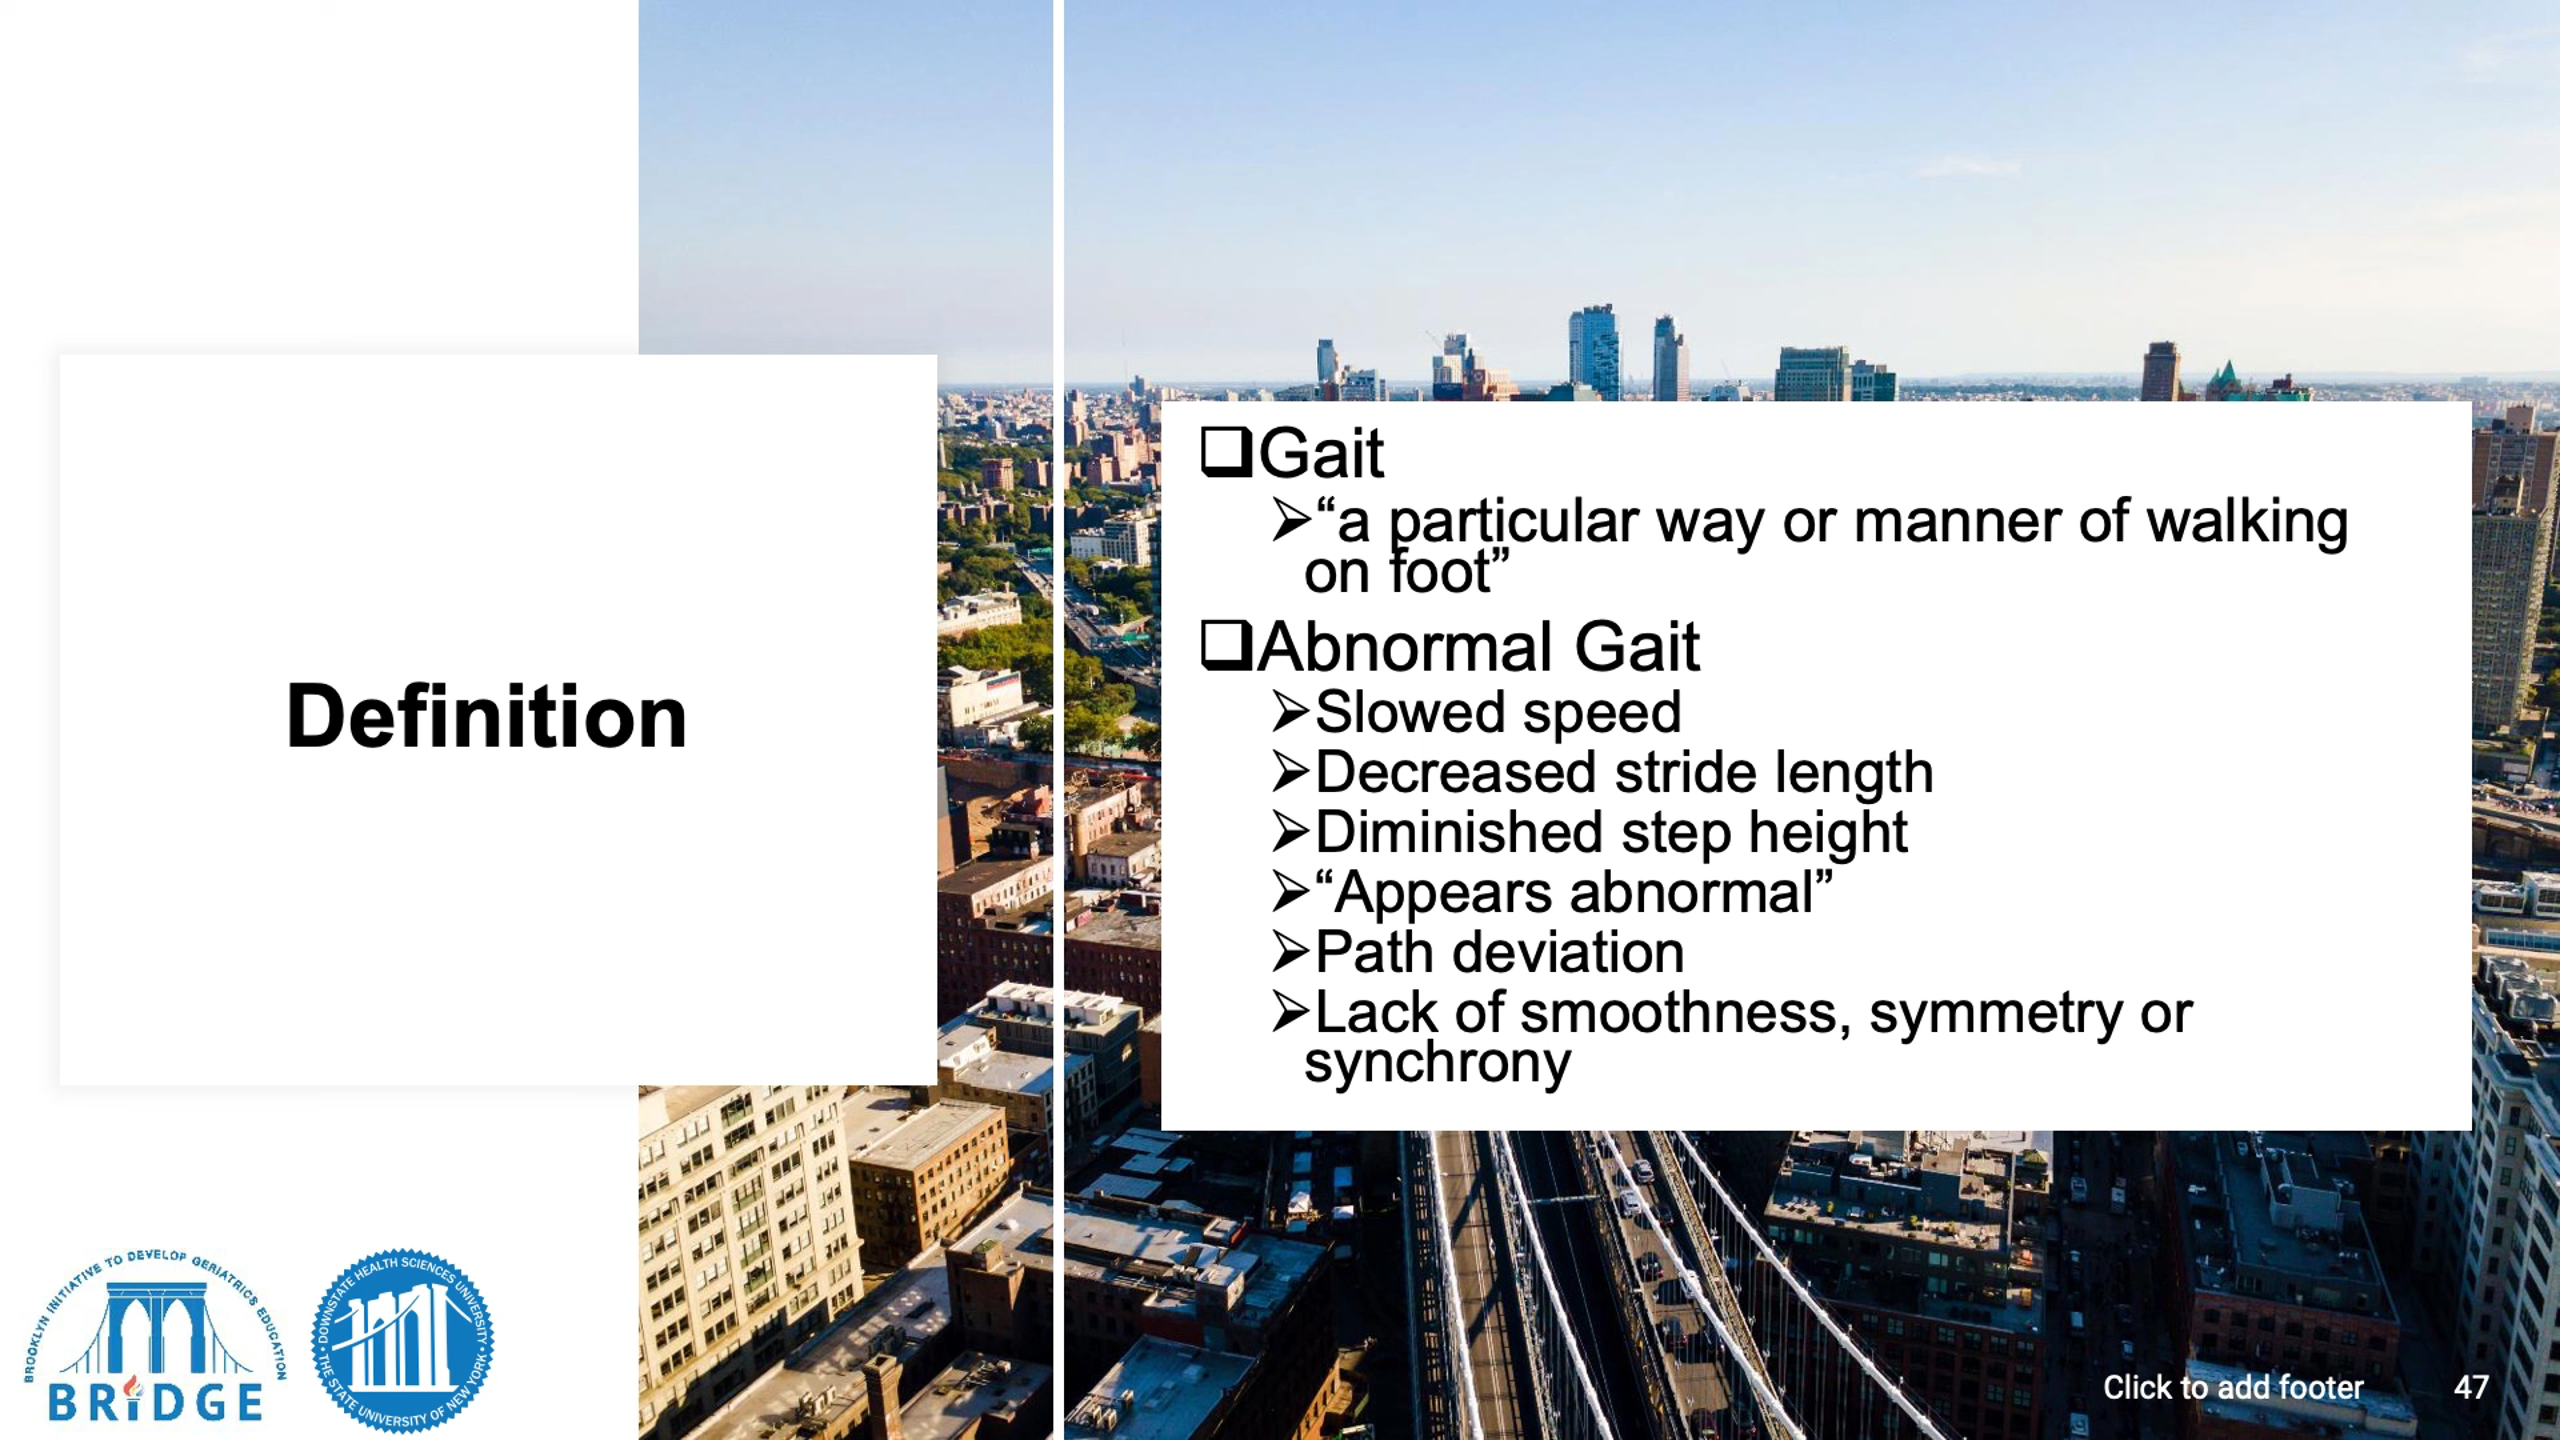 Definition
❑Gait
➢“a particular way or manner of walking
on foot”
❑Abnormal Gait
➢Slowed speed
➢Decreased stride length
➢Diminished step height
➢“Appears abnormal”
➢Path deviation
➢Lack of smoothness, symmetry or
synchrony
BROOKLYN INITIATIVE TO DEVELOP GERIATRICS EDUCATION
BRIDGE
DOWNSTATE HEALTH SCIENCES UNIVERSITY
THE STATE UNIVERSITY OF NEW YORK
Click to add footer
47